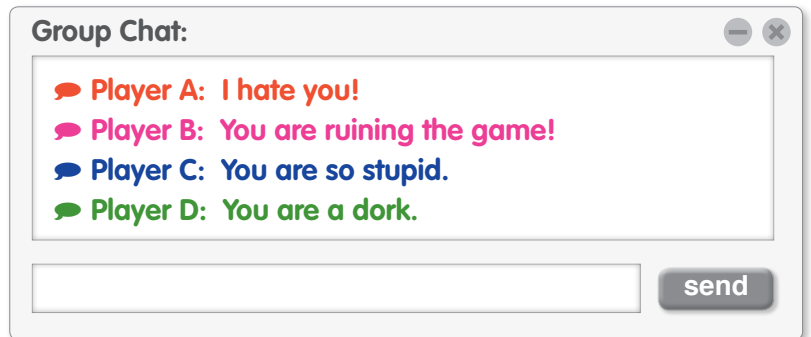 Group Chat:
Player A: I hate you!
Player B: You are ruining the game!
Player C: You are so stupid.
Player D: You are a dork.
send